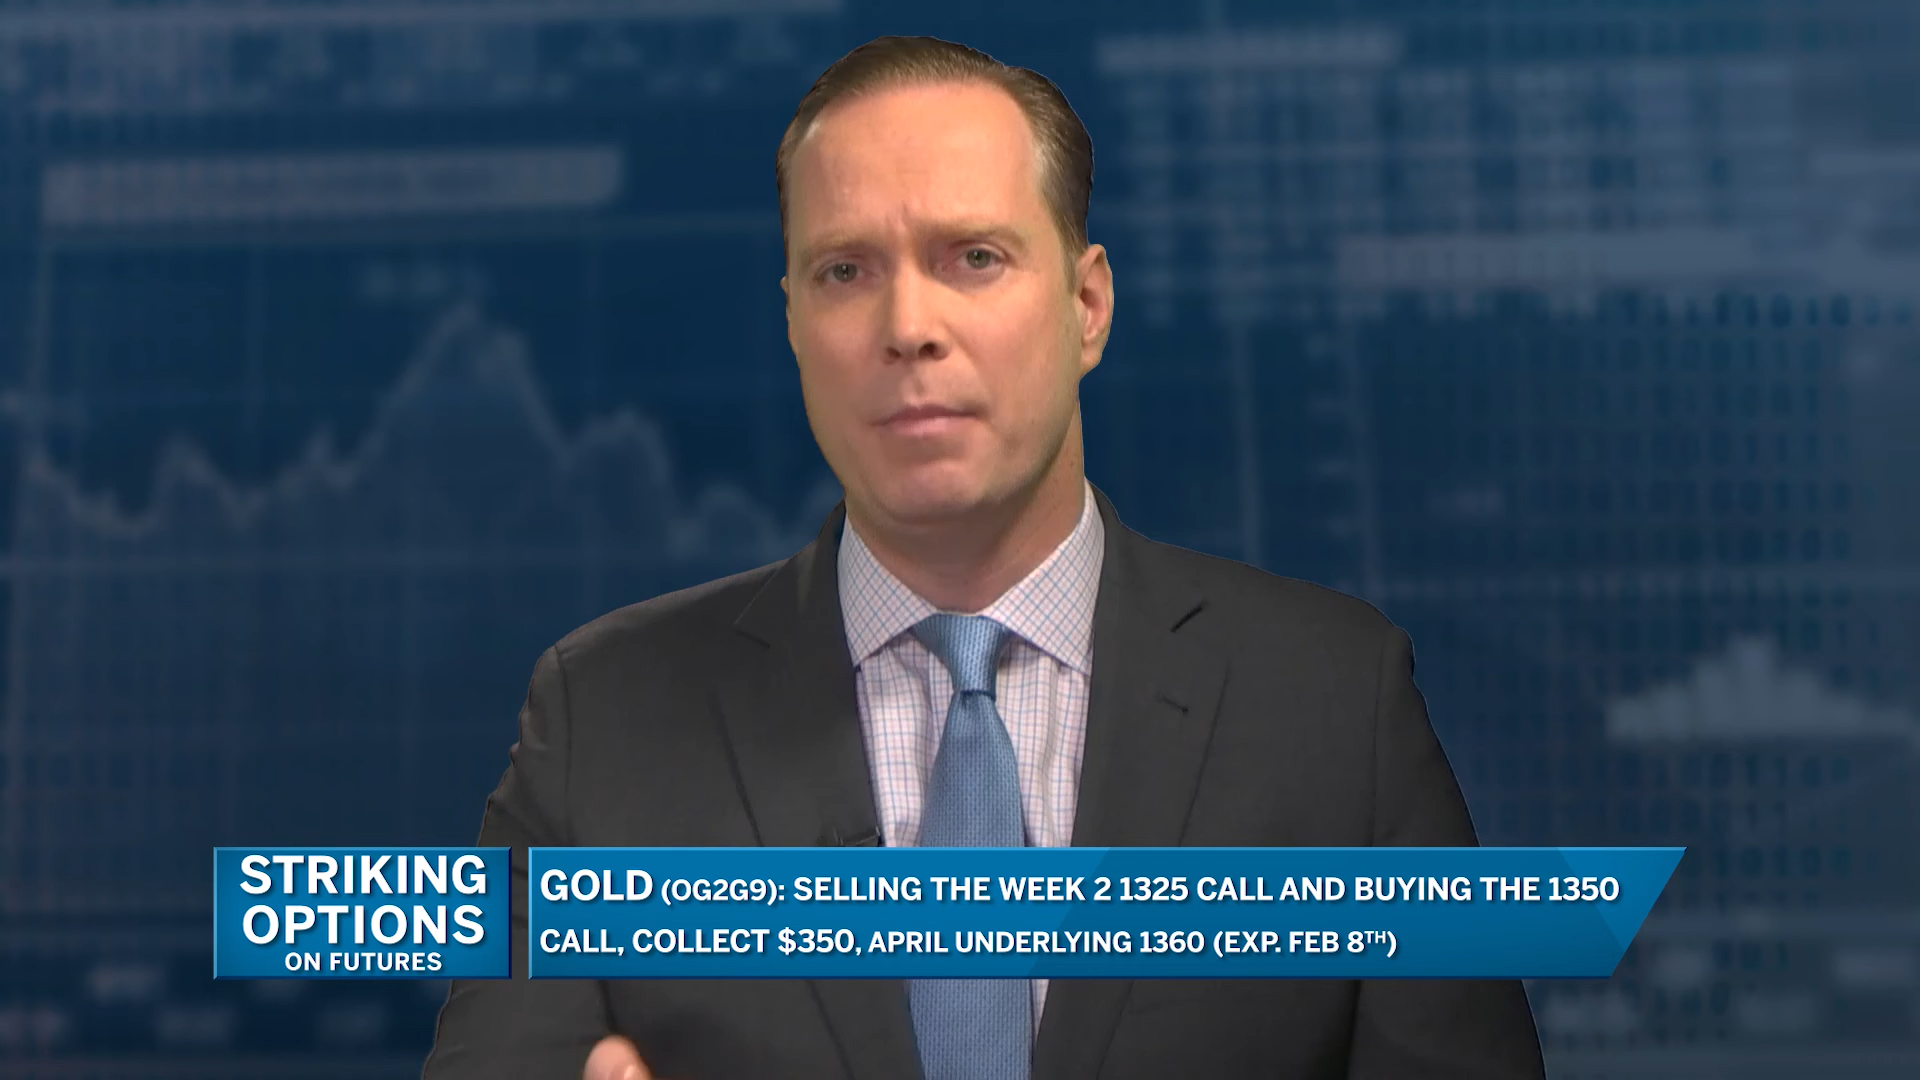 STRIKING
OPTIONS
ON FUTURES
GOLD (OG2G9): SELLING THE WEEK 2 1325 CALL AND BUYING THE 1350
CALL, COLLECT $350, APRIL UNDERLYING 1360 (EXP. FEB 8TH)